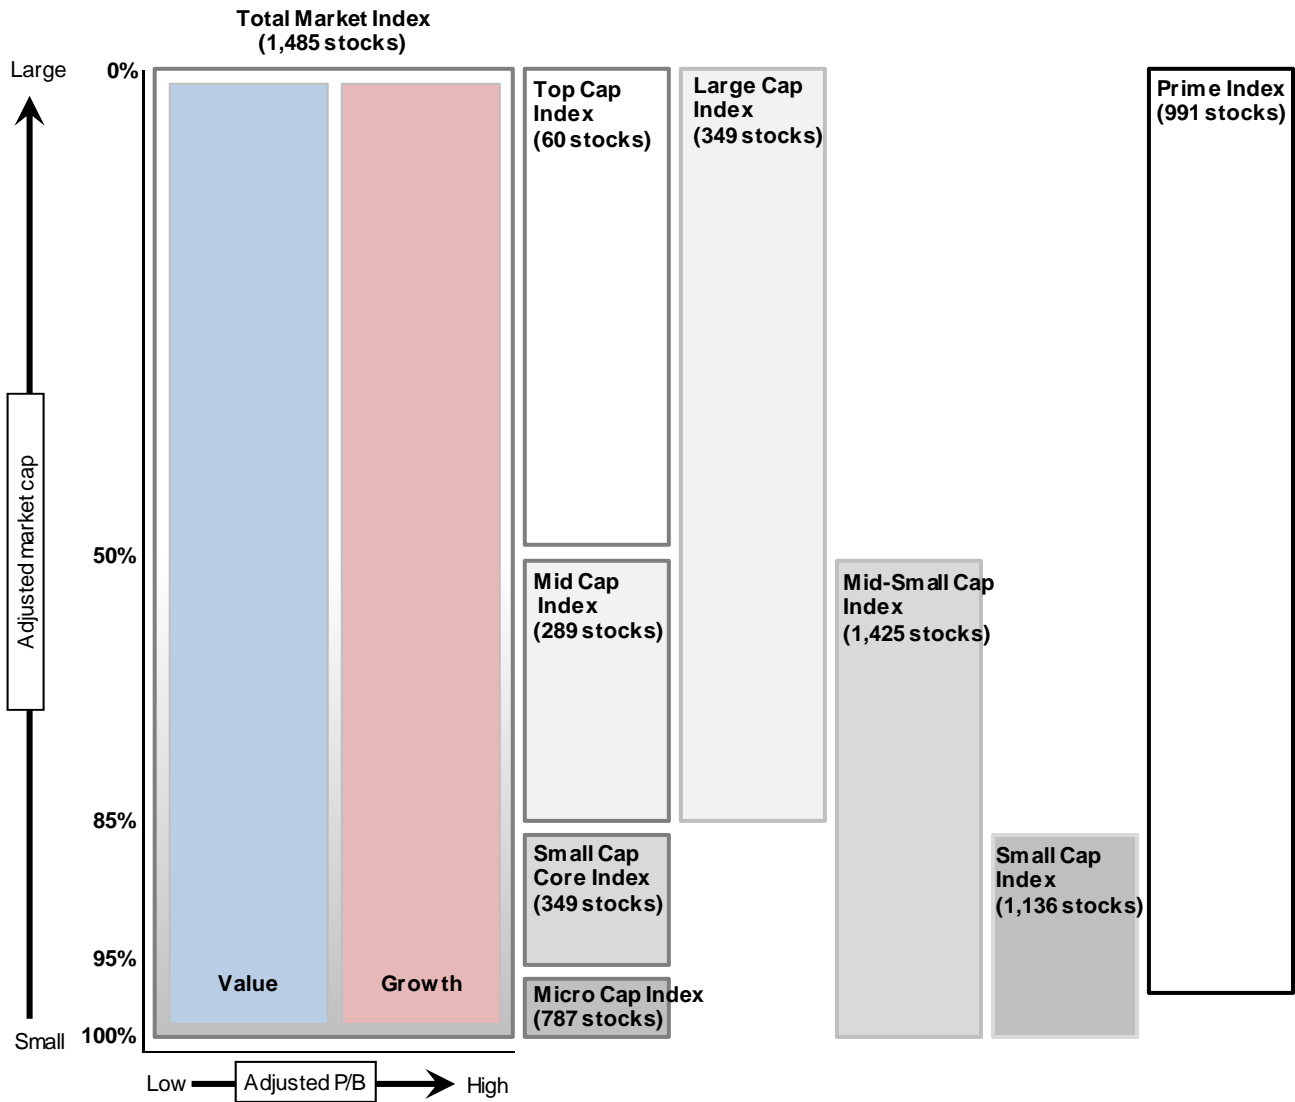 Total Market Index
(1,485 stocks)
Large
0%
Top Cap
Index
(60 stocks)
Large Cap
Index
(349 stocks)
Prime Index
(991 stocks)
Adjusted market cap
50%
Mid Cap
Index
(289 stocks)
Mid-Small Cap
Index
(1,425 stocks)
85%
Small Cap
Core Index
(349 stocks)
Small Cap
Index
(1,136 stocks)
95%
Value
Growth
Micro Cap Index
(787 stocks)
Small
100%
Low
Adjusted P/B
High